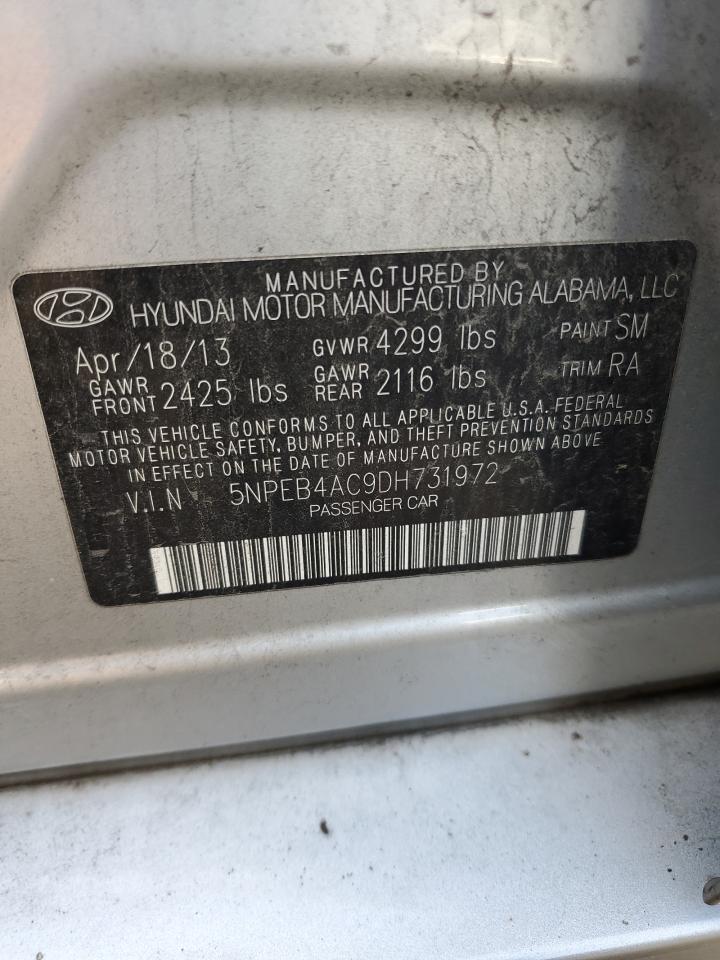 MANUFACTURED BY
HYUNDAI MOTOR MANUFACTURING ALABAMA, LLC
Apr/18/13 GVWR 4299 lbs PAINT SM
GAWR FRONT 2425 lbs GAWR REAR 2116 lbs TRIM RA
THIS VEHICLE CONFORMS TO ALL APPLICABLE U.S.A. FEDERAL
MOTOR VEHICLE SAFETY, BUMPER, AND THEFT PREVENTION STANDARDS
IN EFFECT ON THE DATE OF MANUFACTURE SHOWN ABOVE
V.I.N 5NPEB4AC9DH731972
PASSENGER CAR